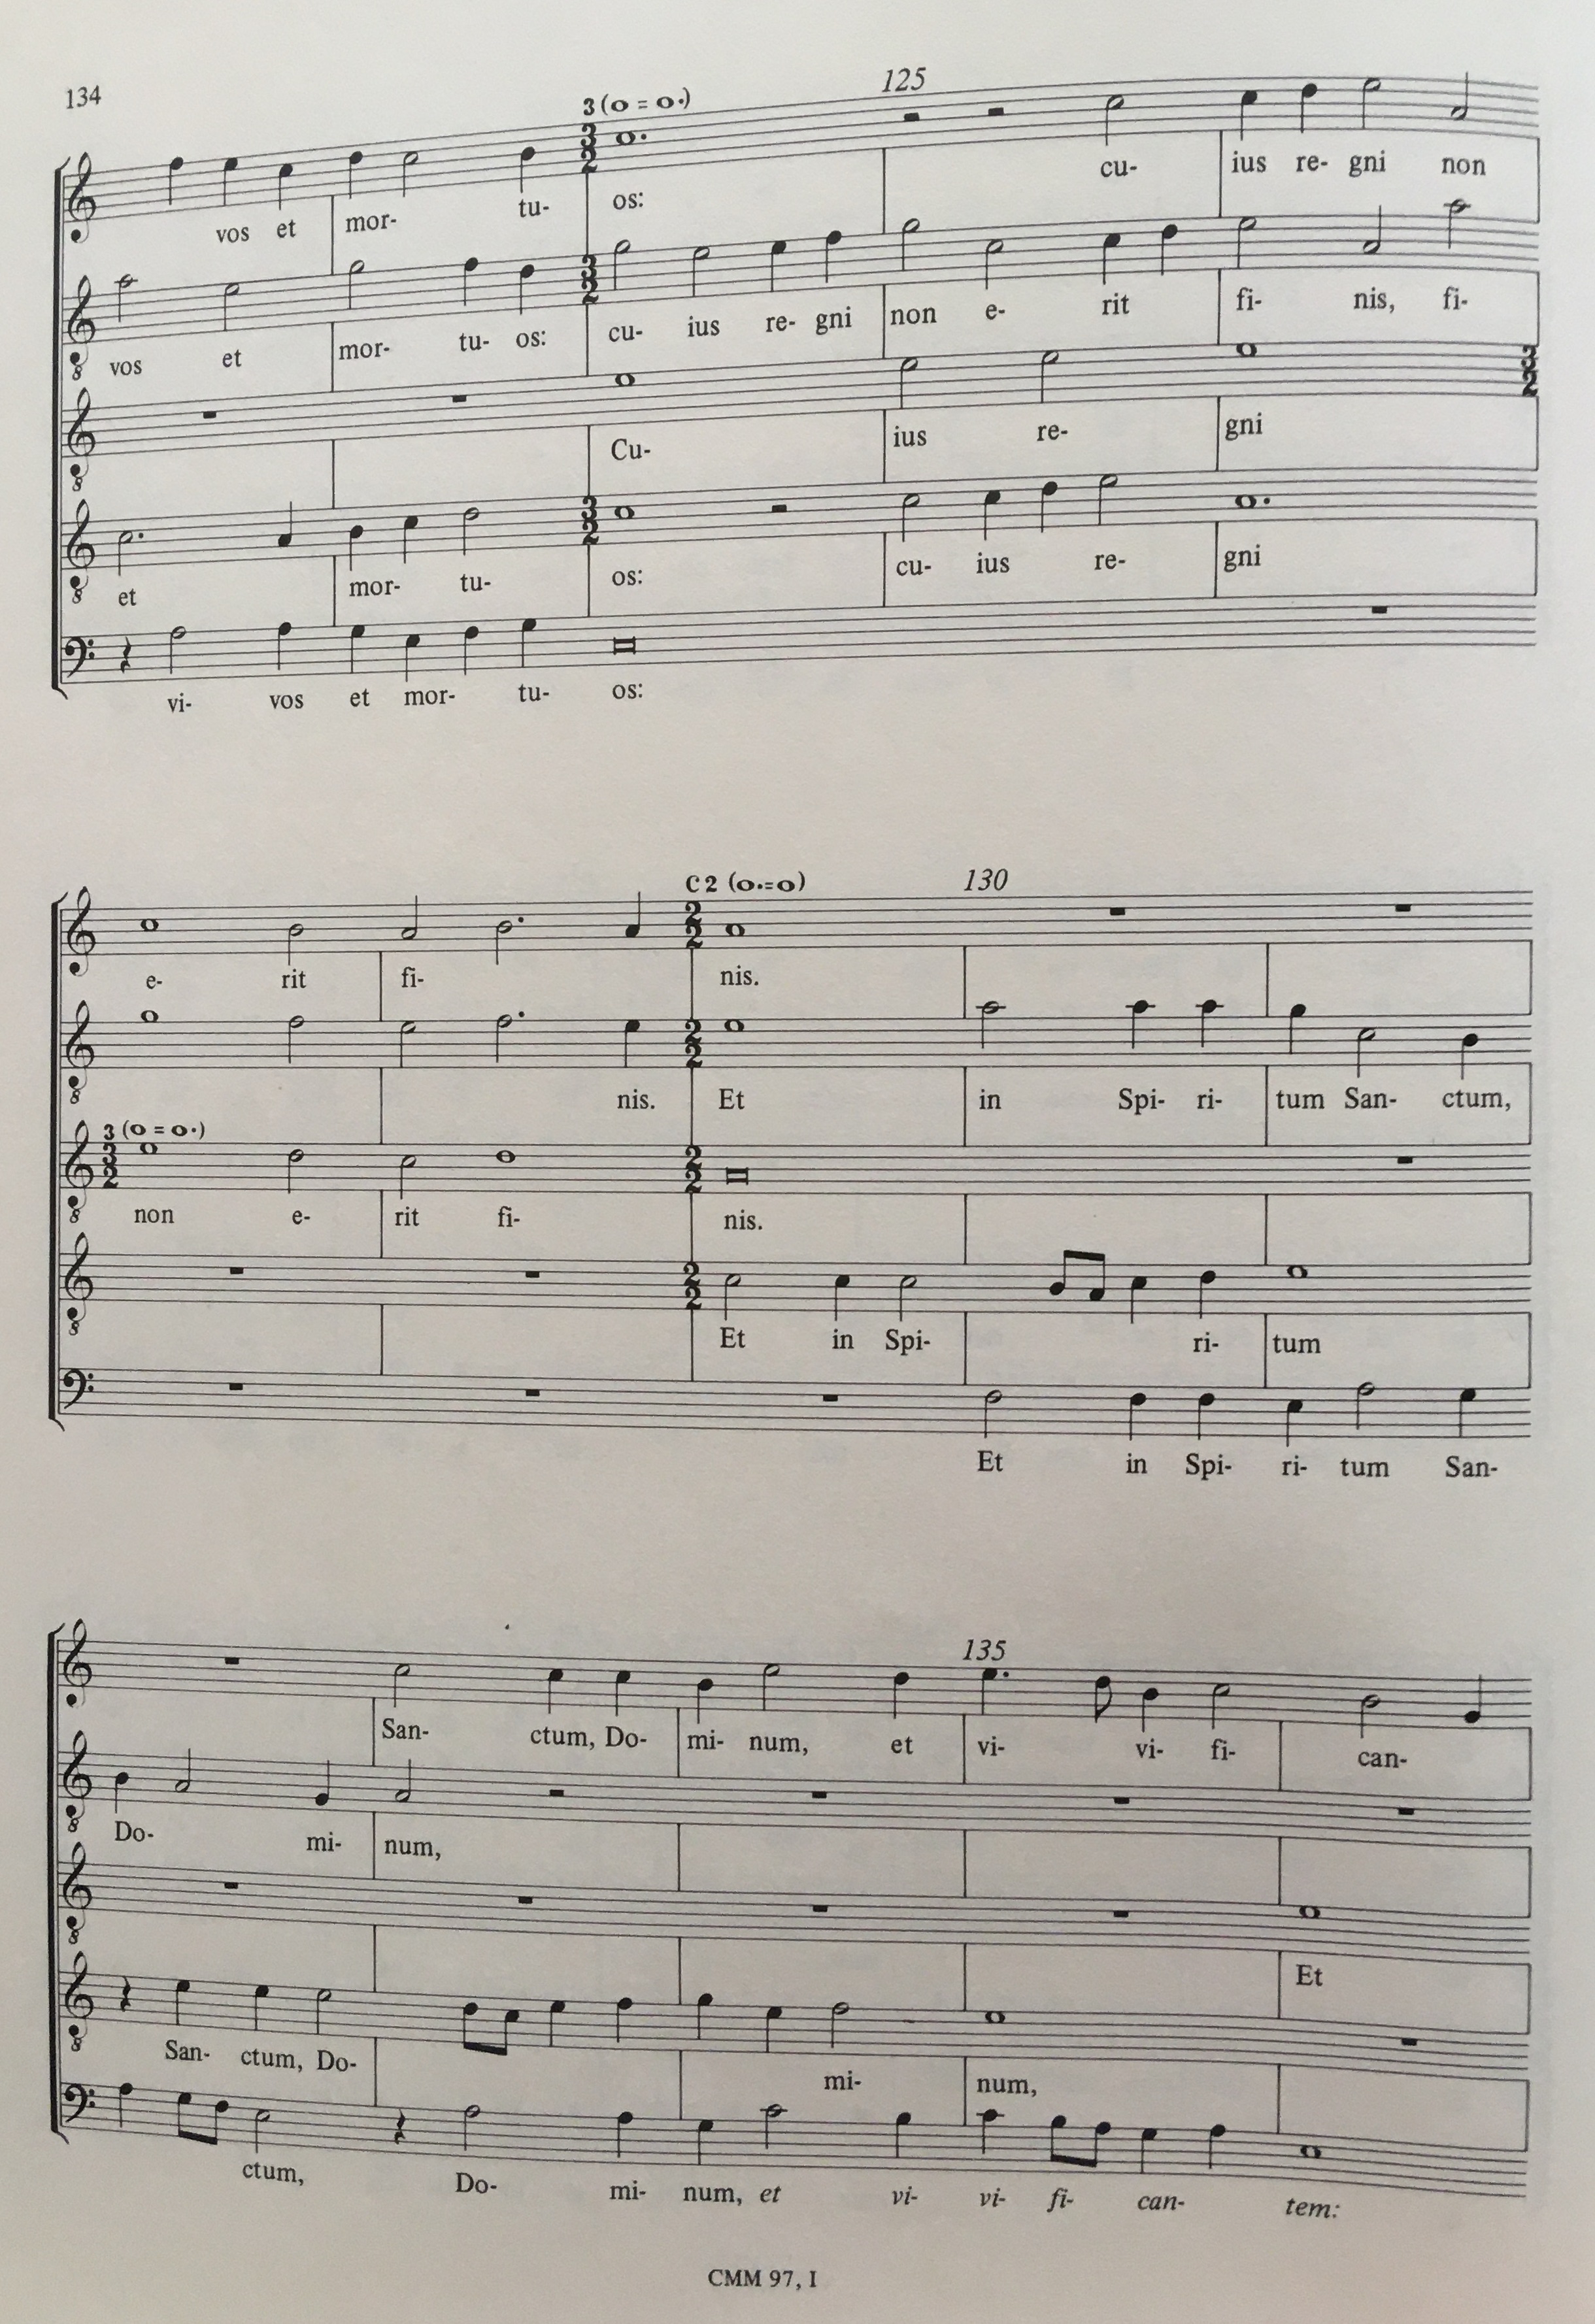 134
3 (o = o.)
125
vos et mor- tu- os: cu- ius re- gni non
vos et mor- tu- os: cu- ius re- gni non e- rit fi- nis, fi-
Cu- ius re- gni
et mor- tu- os: cu- ius re- gni
vi- vos et mor- tu- os:
C2 (o.=o)
130
e- rit fi- nis.
nis. Et in Spi- ri- tum San- ctum,
3 (o = o.)
non e- rit fi- nis.
Et in Spi- ri- tum
Et in Spi- ri- tum San-
135
San- ctum, Do- mi- num, et vi- vi- fi- can-
Do- mi- num,
Et
San- ctum, Do- mi- num,
ctum, Do- mi- num, et vi- vi- fi- can- tem:
CMM 97, I